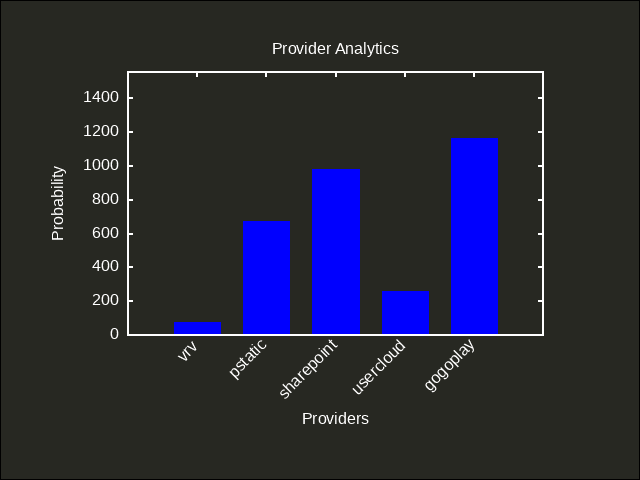 Provider Analytics
1400
1200
1000
800
600
400
200
0
Probability
vrv
pstatic
sharepoint
usercloud
gogoplay
Providers